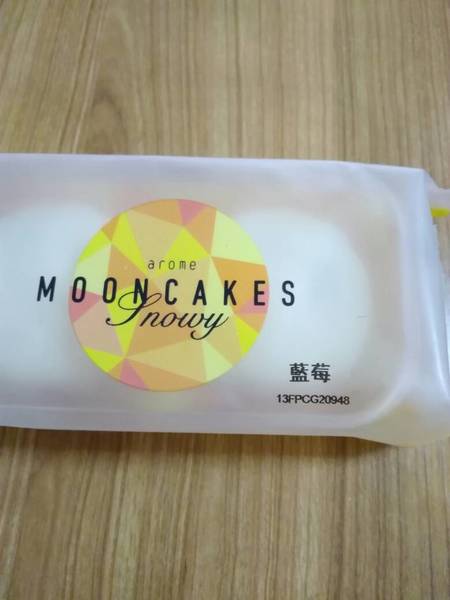 arome
MOONCAKES
Snowy
藍莓
13FPCG20948